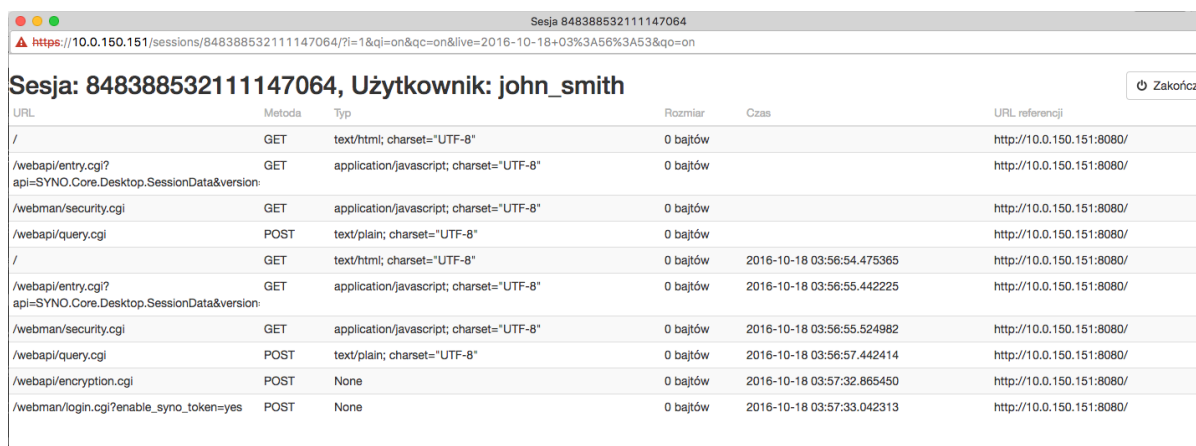 Sesja 848388532111147064
https://10.0.150.151/sessions/848388532111147064/?i=1&qi=on&qc=on&live=2016-10-18+03%3A56%3A53&qo=on
Sesja: 848388532111147064, Użytkownik: john_smith
Zakończ
URL Metoda Typ Rozmiar Czas URL referencji
/ GET text/html; charset="UTF-8" 0 bajtów http://10.0.150.151:8080/
/webapi/entry.cgi? GET application/javascript; charset="UTF-8" 0 bajtów http://10.0.150.151:8080/
api=SYNO.Core.Desktop.SessionData&version=
/webman/security.cgi GET application/javascript; charset="UTF-8" 0 bajtów http://10.0.150.151:8080/
/webapi/query.cgi POST text/plain; charset="UTF-8" 0 bajtów http://10.0.150.151:8080/
/ GET text/html; charset="UTF-8" 0 bajtów 2016-10-18 03:56:54.475365 http://10.0.150.151:8080/
/webapi/entry.cgi? GET application/javascript; charset="UTF-8" 0 bajtów 2016-10-18 03:56:55.442225 http://10.0.150.151:8080/
api=SYNO.Core.Desktop.SessionData&version=
/webman/security.cgi GET application/javascript; charset="UTF-8" 0 bajtów 2016-10-18 03:56:55.524982 http://10.0.150.151:8080/
/webapi/query.cgi POST text/plain; charset="UTF-8" 0 bajtów 2016-10-18 03:56:57.442414 http://10.0.150.151:8080/
/webapi/encryption.cgi POST None 0 bajtów 2016-10-18 03:57:32.865450 http://10.0.150.151:8080/
/webman/login.cgi?enable_syno_token=yes POST None 0 bajtów 2016-10-18 03:57:33.042313 http://10.0.150.151:8080/